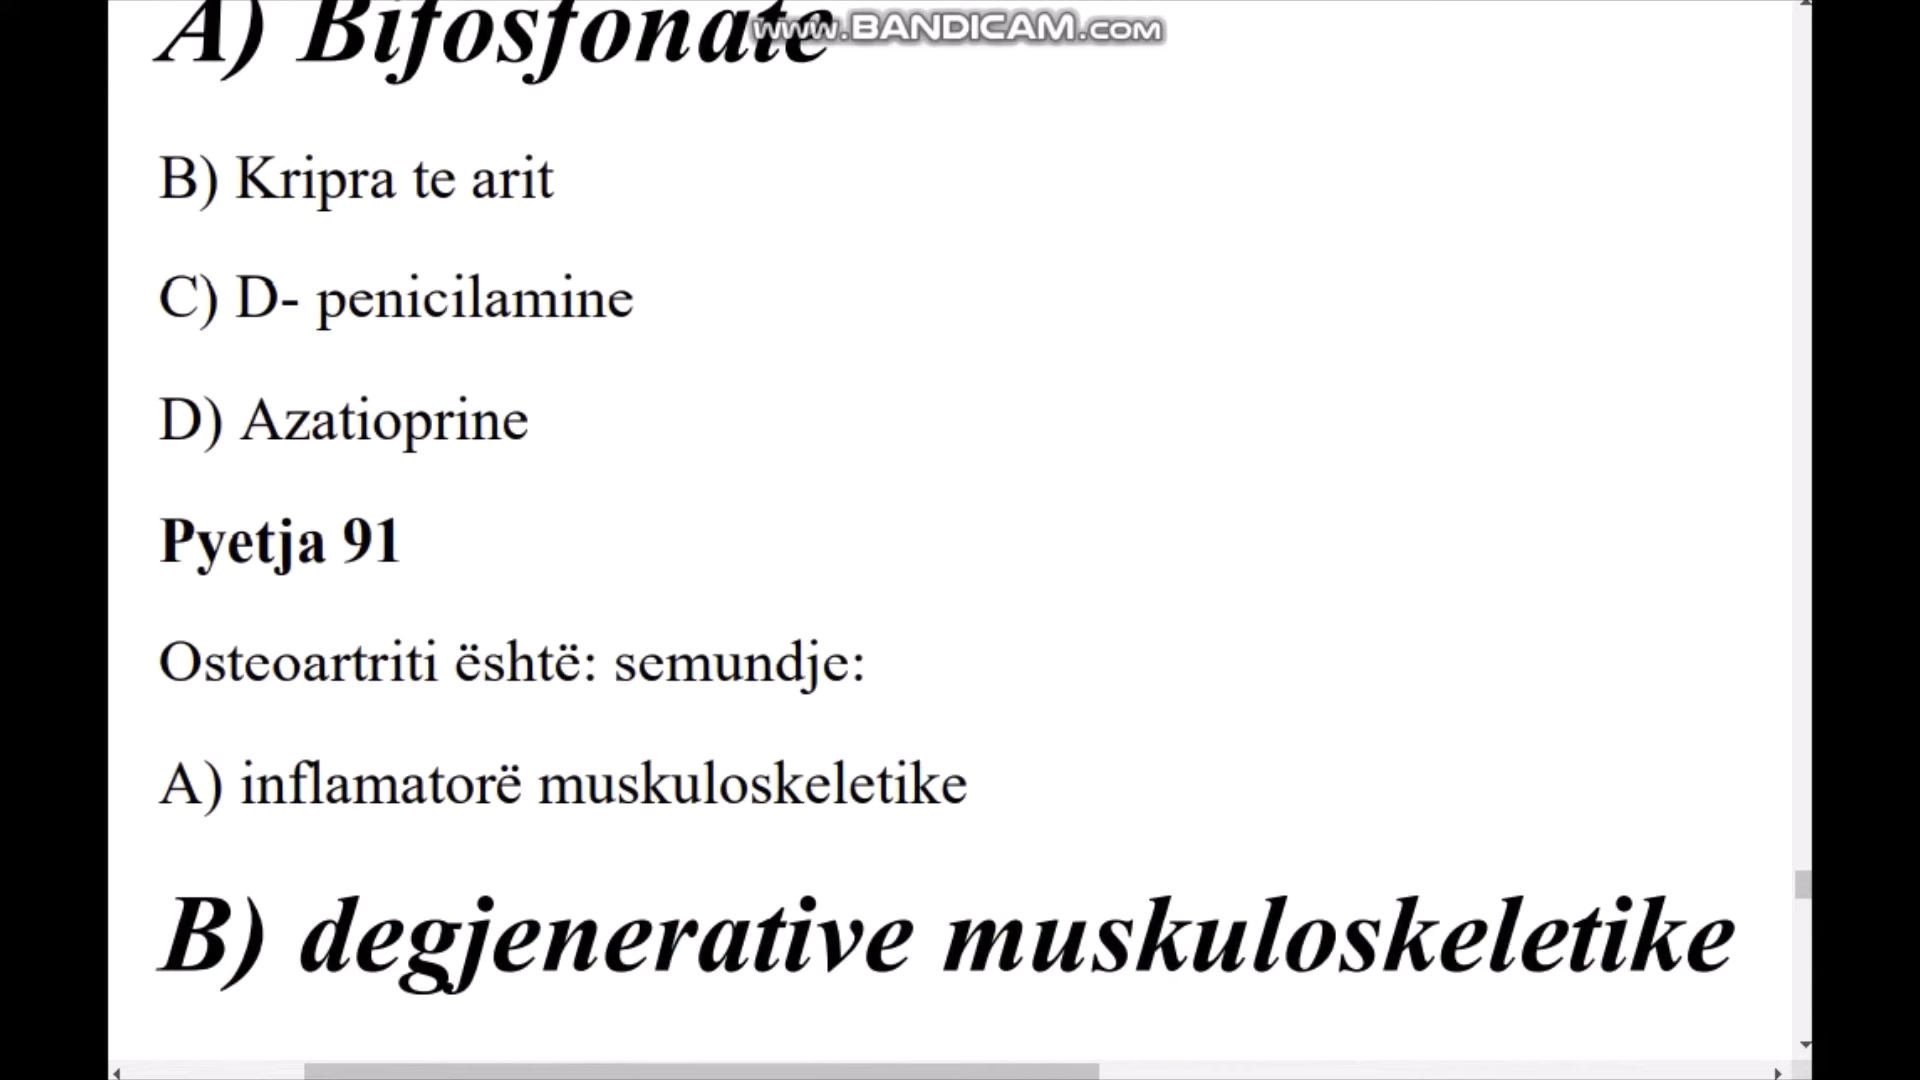 A) Bifosfonate
www.BANDICAM.com
B) Kripra te arit
C) D- penicilamine
D) Azatioprine
Pyetja 91
Osteoartriti është: semundje:
A) inflamatorë muskuloskeletike
B) degjenerative muskuloskeletike